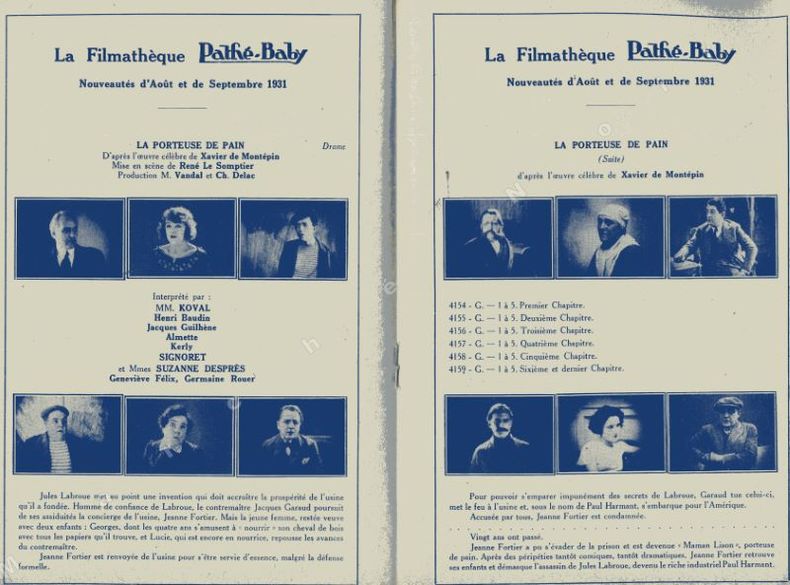 La Filmathèque Pathé-Baby
Nouveautés d'Août et de Septembre 1931
LA PORTEUSE DE PAIN
Drame
D'après l'œuvre célèbre de Xavier de Montépin
Mise en scène de René Le Somptier
Production M. Vandal et Ch. Delac
Interprété par :
MM. KOVAL
Henri Baudin
Jacques Guilhène
Almette
Kerly
SIGNORET
et Mmes SUZANNE DESPRÈS
Geneviève Félix, Germaine Rouer
Jules Labroue met au point une invention qui doit accroître la prospérité de l'usine
qu'il a fondée. Homme de confiance de Labroue, le contremaître Jacques Garaud poursuit
de ses assiduités la concierge de l'usine, Jeanne Fortier. Mais la jeune femme, restée veuve
avec deux enfants : Georges, dont les quatre ans s'amusent à « nourrir » son cheval de bois
avec tous les papiers qu'il trouve, et Lucie, qui est encore en nourrice, repousse les avances
du contremaître.
Jeanne Fortier est renvoyée de l'usine pour s'être servie d'essence, malgré la défense
formelle.
La Filmathèque Pathé-Baby
Nouveautés d'Août et de Septembre 1931
LA PORTEUSE DE PAIN
(Suite)
d'après l'œuvre célèbre de Xavier de Montépin
4154 - G. — 1 à 5. Premier Chapitre.
4155 - G. — 1 à 5. Deuxième Chapitre.
4156 - G. — 1 à 5. Troisième Chapitre.
4157 - G. — 1 à 5. Quatrième Chapitre.
4158 - G. — 1 à 5. Cinquième Chapitre.
4159 - G. — 1 à 5. Sixième et dernier Chapitre.
Pour pouvoir s'emparer impunément des secrets de Labroue, Garaud tue celui-ci,
met le feu à l'usine et, sous le nom de Paul Harmant, s'embarque pour l'Amérique.
Accusée par tous, Jeanne Fortier est condamnée.
Vingt ans ont passé.
Jeanne Fortier a pu s'évader de la prison et est devenue « Maman Lison », porteuse
de pain. Après des péripéties tantôt comiques, tantôt dramatiques, Jeanne Fortier retrouve
ses enfants et démasque l'assassin de Jules Labroue, devenu le riche industriel Paul Harmant.